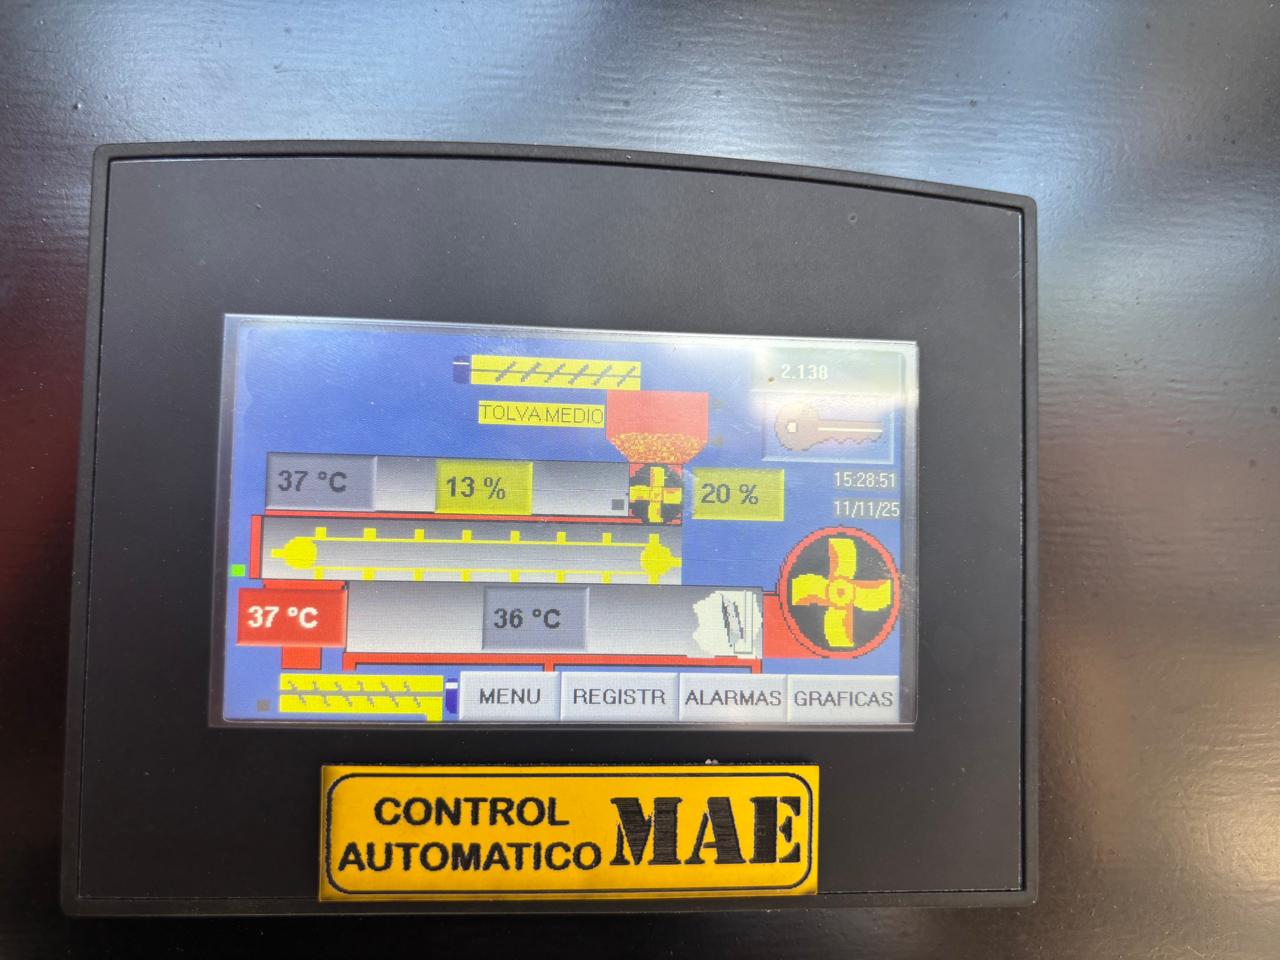 2.138
TOLVA MEDIO
37 °C
13 %
20 %
15:28:51
11/11/25
37 °C
36 °C
MENU
REGISTR
ALARMAS
GRAFICAS
CONTROL
AUTOMATICO
MAE